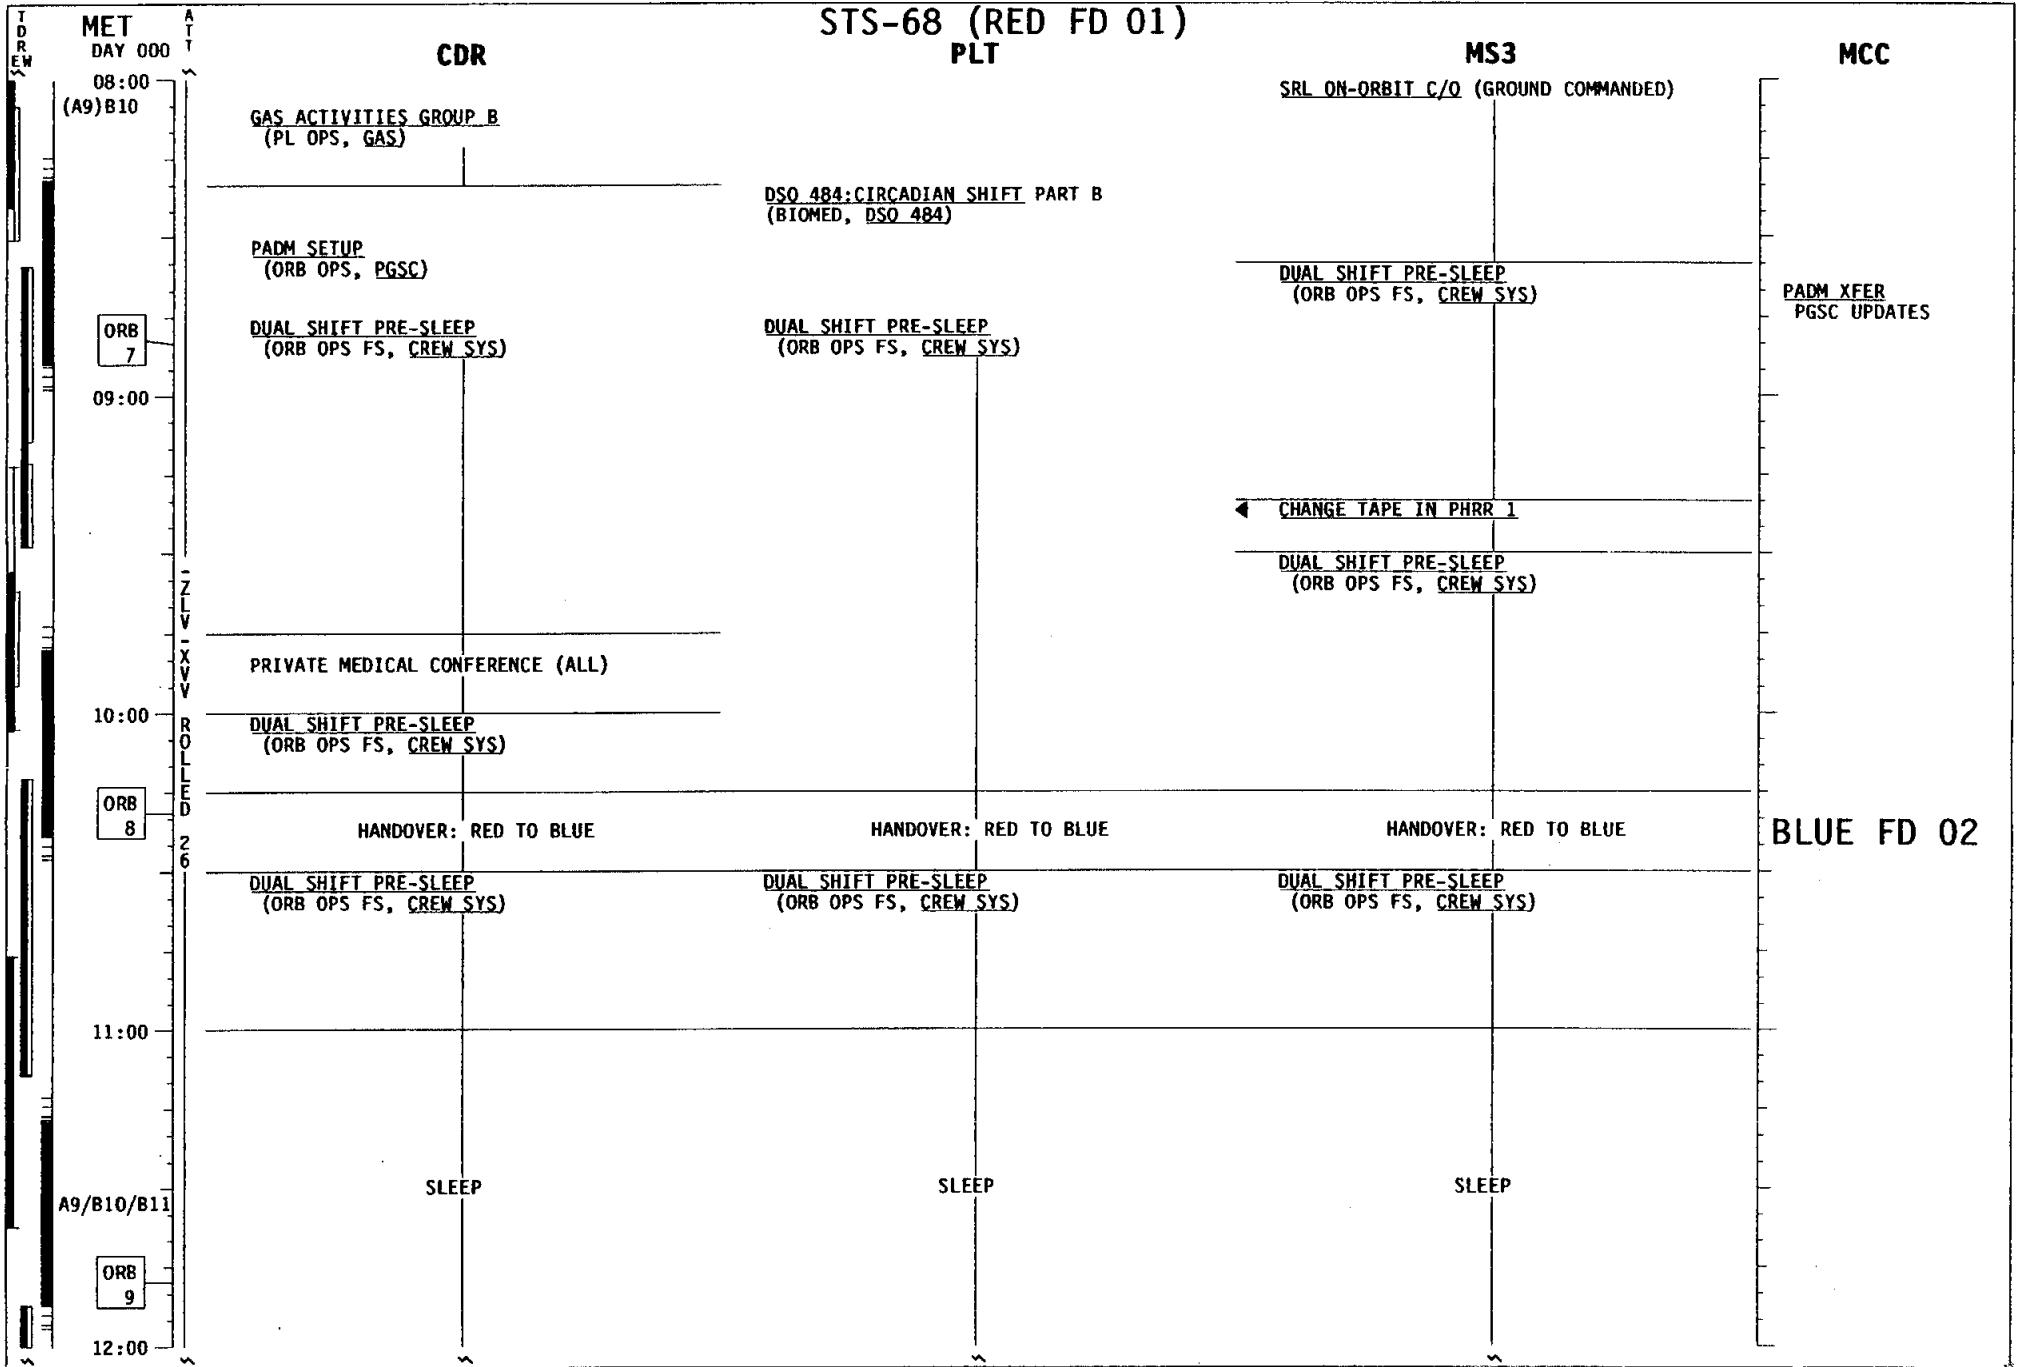 STS-68 (RED FD 01)
TDREW
MET
DAY 000
ATT
CDR
PLT
MS3
MCC
08:00
(A9)B10
SRL ON-ORBIT C/O (GROUND COMMANDED)
GAS ACTIVITIES GROUP B
(PL OPS, GAS)
DSO 484:CIRCADIAN SHIFT PART B
(BIOMED, DSO 484)
PADM SETUP
(ORB OPS, PGSC)
DUAL SHIFT PRE-SLEEP
(ORB OPS FS, CREW SYS)
PADM XFER
PGSC UPDATES
ORB
7
DUAL SHIFT PRE-SLEEP
(ORB OPS FS, CREW SYS)
DUAL SHIFT PRE-SLEEP
(ORB OPS FS, CREW SYS)
09:00
CHANGE TAPE IN PHRR 1
DUAL SHIFT PRE-SLEEP
(ORB OPS FS, CREW SYS)
-ZLV -XVV ROLLED 26
PRIVATE MEDICAL CONFERENCE (ALL)
10:00
DUAL SHIFT PRE-SLEEP
(ORB OPS FS, CREW SYS)
ORB
8
HANDOVER: RED TO BLUE
HANDOVER: RED TO BLUE
HANDOVER: RED TO BLUE
BLUE FD 02
DUAL SHIFT PRE-SLEEP
(ORB OPS FS, CREW SYS)
DUAL SHIFT PRE-SLEEP
(ORB OPS FS, CREW SYS)
DUAL SHIFT PRE-SLEEP
(ORB OPS FS, CREW SYS)
11:00
SLEEP
SLEEP
SLEEP
A9/B10/B11
ORB
9
12:00